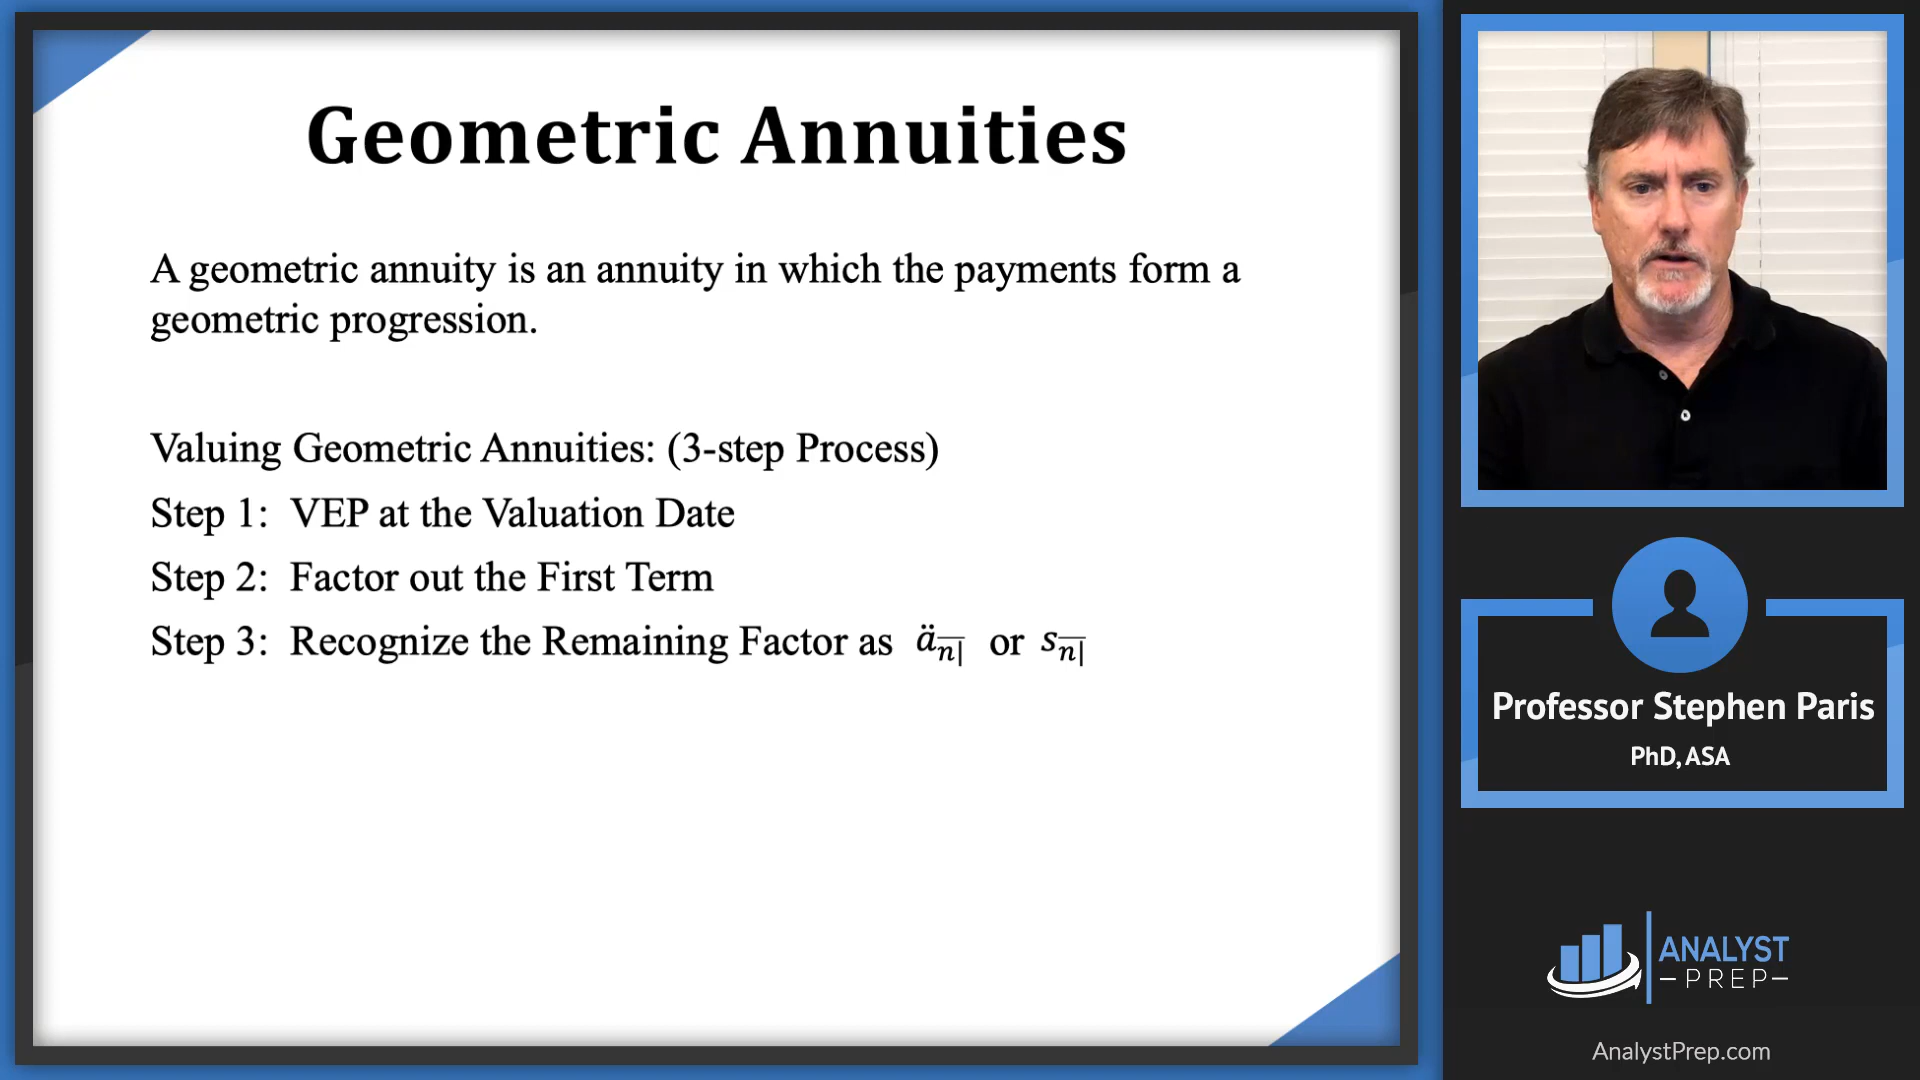 Geometric Annuities
A geometric annuity is an annuity in which the payments form a
geometric progression.
Valuing Geometric Annuities: (3-step Process)
Step 1: VEP at the Valuation Date
Step 2: Factor out the First Term
Step 3: Recognize the Remaining Factor as ä_n̅| or s_n̅|
Professor Stephen Paris
PhD, ASA
ANALYST
PREP
AnalystPrep.com